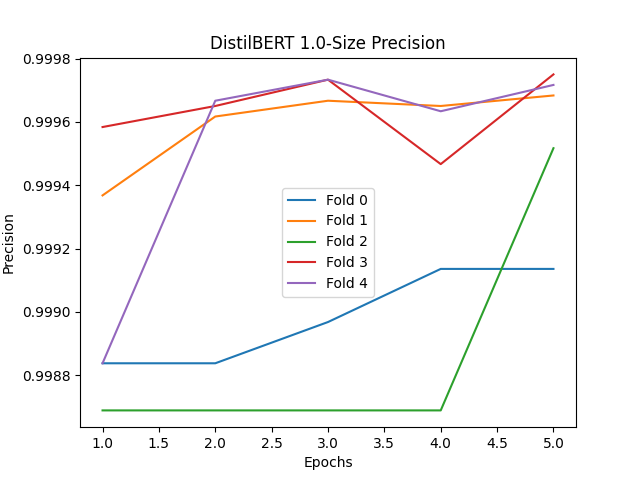 DistilBERT 1.0-Size Precision
0.9998
0.9996
0.9994
0.9992
0.9990
0.9988
Precision
Fold 0
Fold 1
Fold 2
Fold 3
Fold 4
1.0 1.5 2.0 2.5 3.0 3.5 4.0 4.5 5.0
Epochs